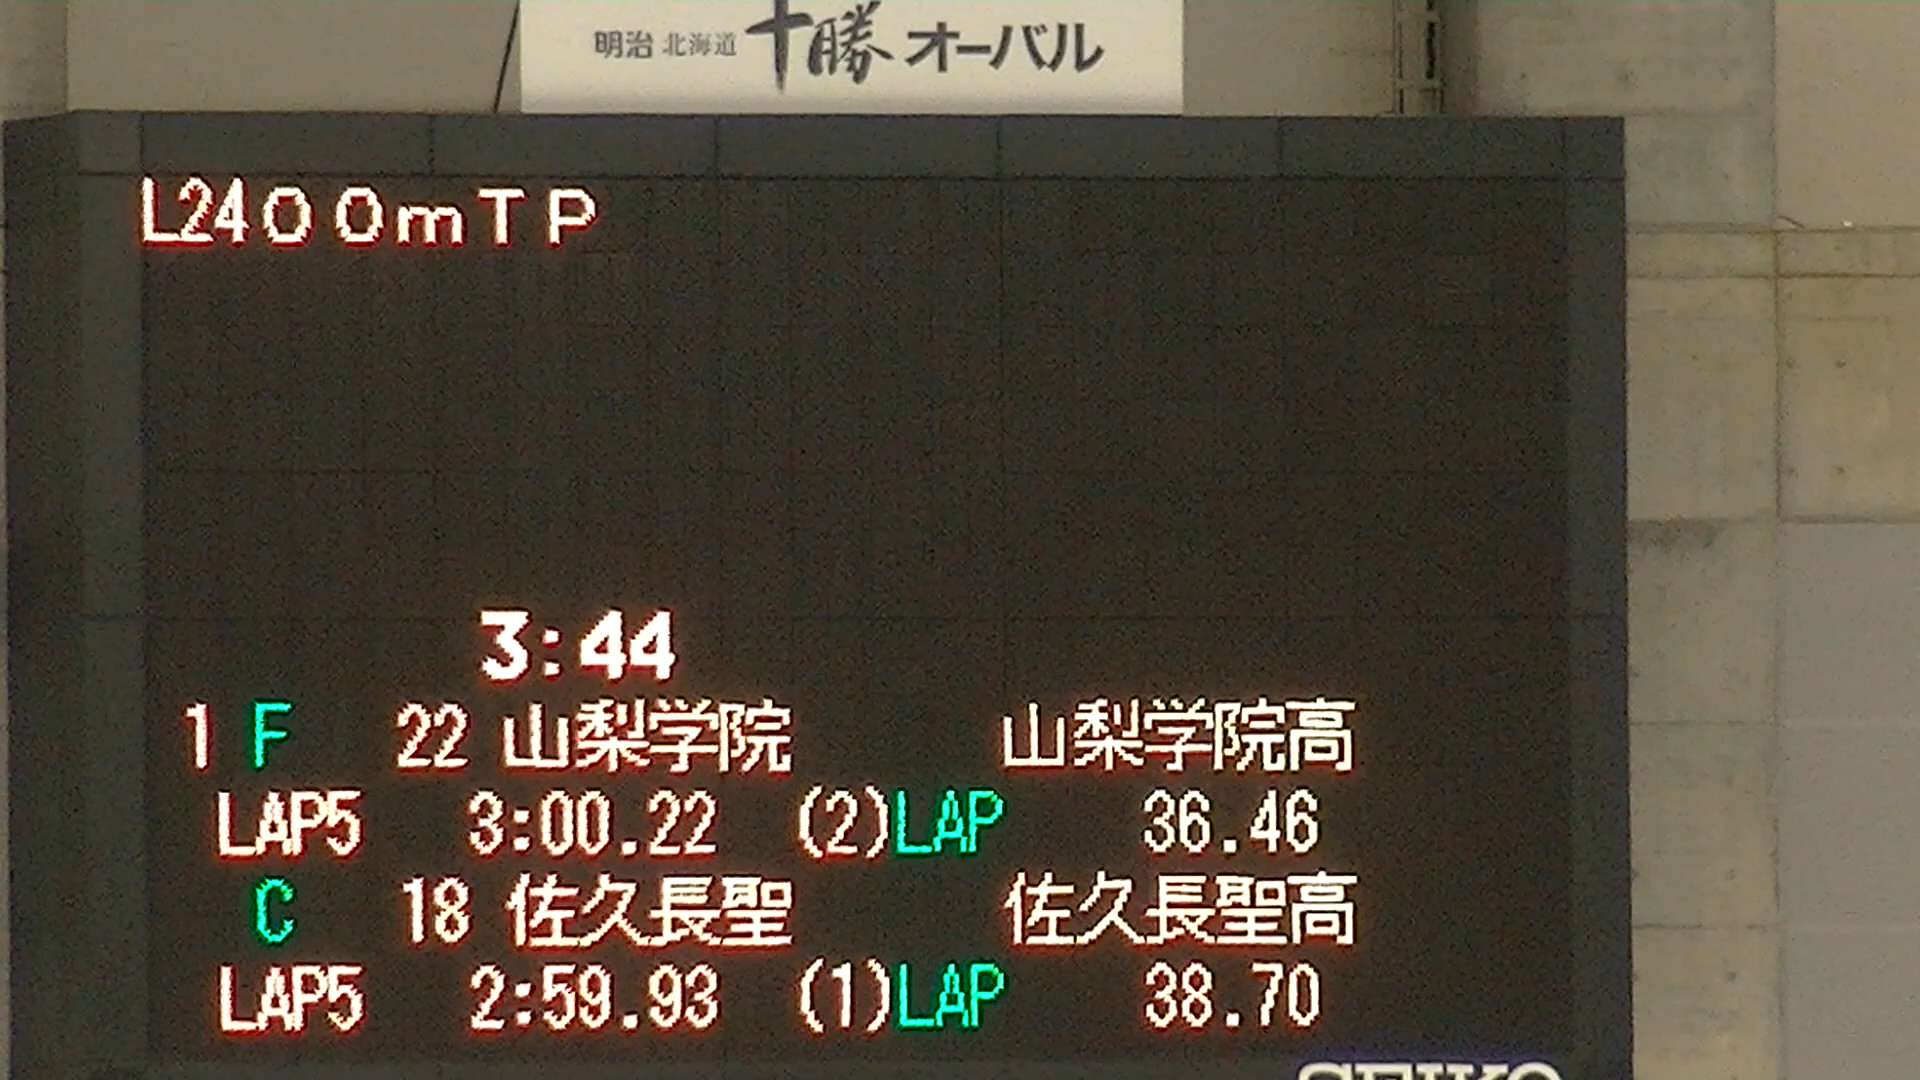 明治 北海道 十勝オーバル
L2400mTP
3:44
1 F 22 山梨学院 山梨学院高
LAP5 3:00.22 (2)LAP 36.46
C 18 佐久長聖 佐久長聖高
LAP5 2:59.93 (1)LAP 38.70
SEIKO